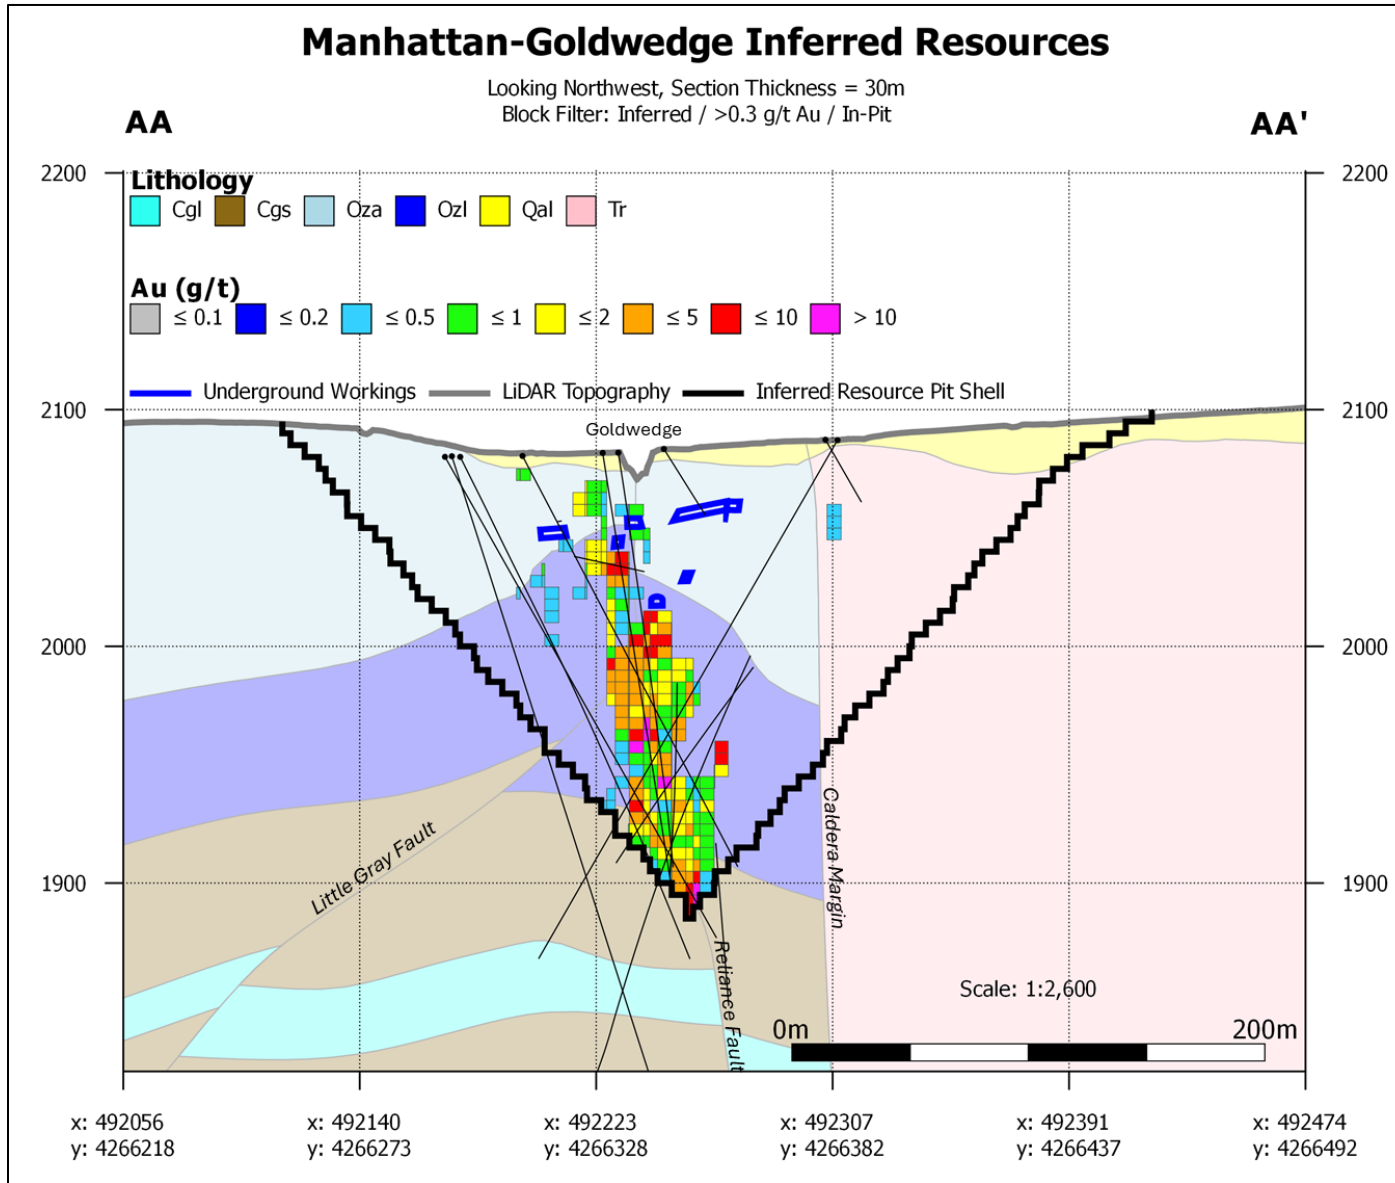 Manhattan-Goldwedge Inferred Resources
Looking Northwest, Section Thickness = 30m
Block Filter: Inferred / >0.3 g/t Au / In-Pit
AA AA'
2200 2200
Lithology
Cgl Cgs Oza Ozl Qal Tr
Au (g/t)
≤ 0.1 ≤ 0.2 ≤ 0.5 ≤ 1 ≤ 2 ≤ 5 ≤ 10 > 10
Underground Workings LiDAR Topography Inferred Resource Pit Shell
2100 2100
Goldwedge
2000 2000
Little Gray Fault
Caldera Margin
1900 1900
Reliance Fault
Scale: 1:2,600
0m 200m
x: 492056 x: 492140 x: 492223 x: 492307 x: 492391 x: 492474
y: 4266218 y: 4266273 y: 4266328 y: 4266382 y: 4266437 y: 4266492